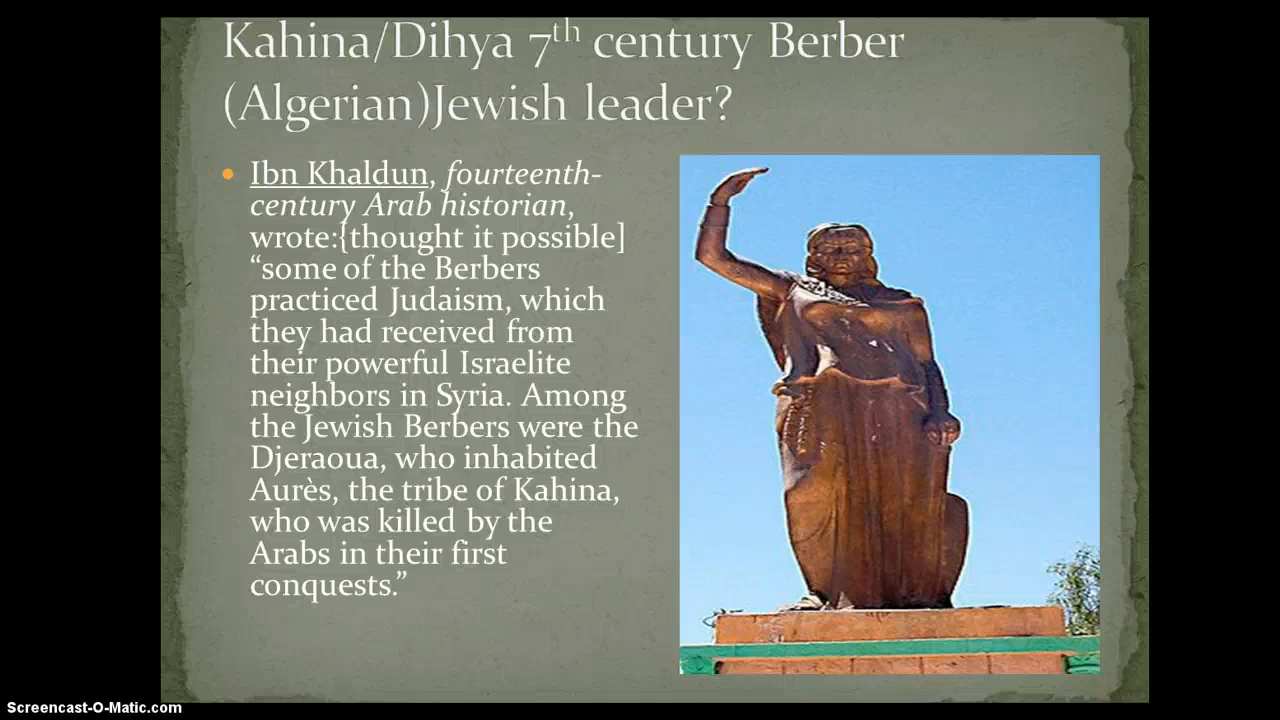 Kahina/Dihya 7th century Berber
(Algerian)Jewish leader?
• Ibn Khaldun, fourteenth-
century Arab historian,
wrote:{thought it possible]
“some of the Berbers
practiced Judaism, which
they had received from
their powerful Israelite
neighbors in Syria. Among
the Jewish Berbers were the
Djeraoua, who inhabited
Aurès, the tribe of Kahina,
who was killed by the
Arabs in their first
conquests.”
Screencast-O-Matic.com